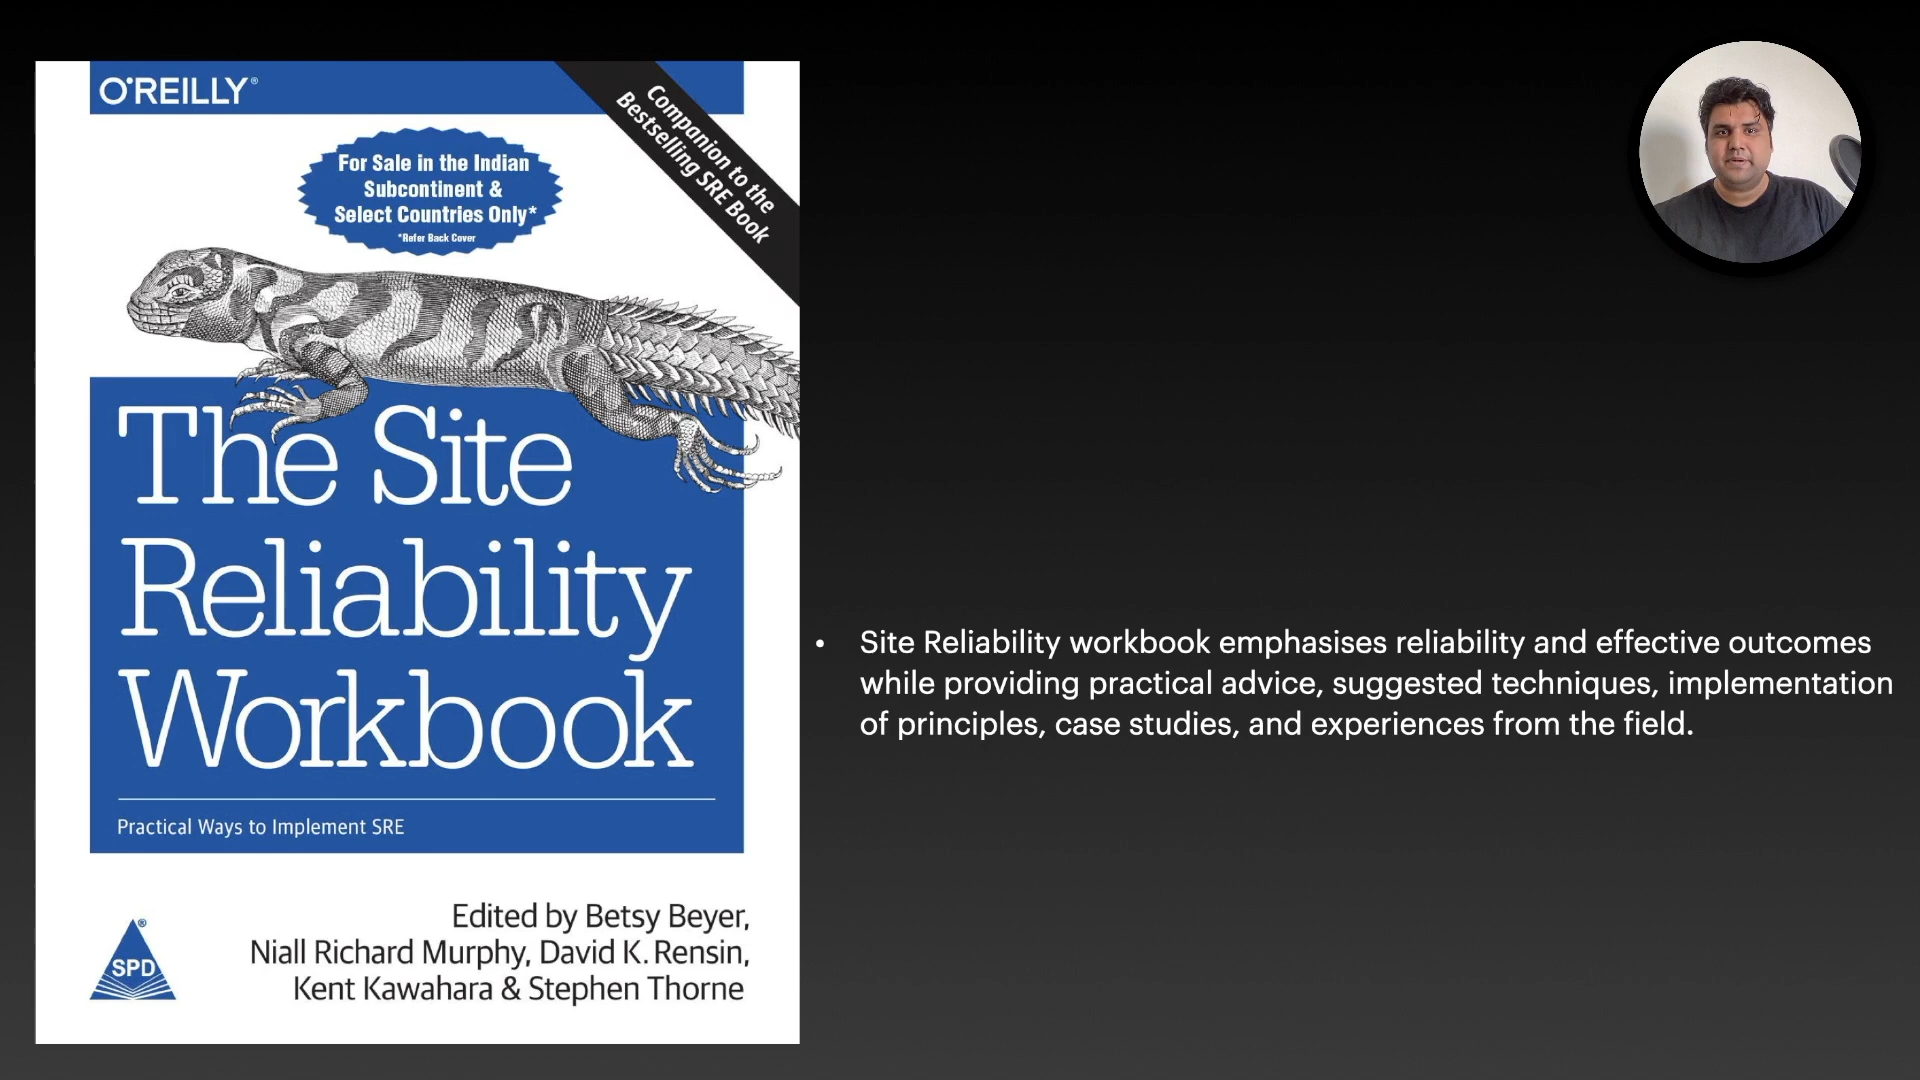 O'REILLY®
Companion to the
Bestselling SRE Book
For Sale in the Indian
Subcontinent &
Select Countries Only*
*Refer Back Cover
The Site
Reliability
Workbook
Practical Ways to Implement SRE
Edited by Betsy Beyer,
Niall Richard Murphy, David K. Rensin,
Kent Kawahara & Stephen Thorne
SPD®
• Site Reliability workbook emphasises reliability and effective outcomes
while providing practical advice, suggested techniques, implementation
of principles, case studies, and experiences from the field.